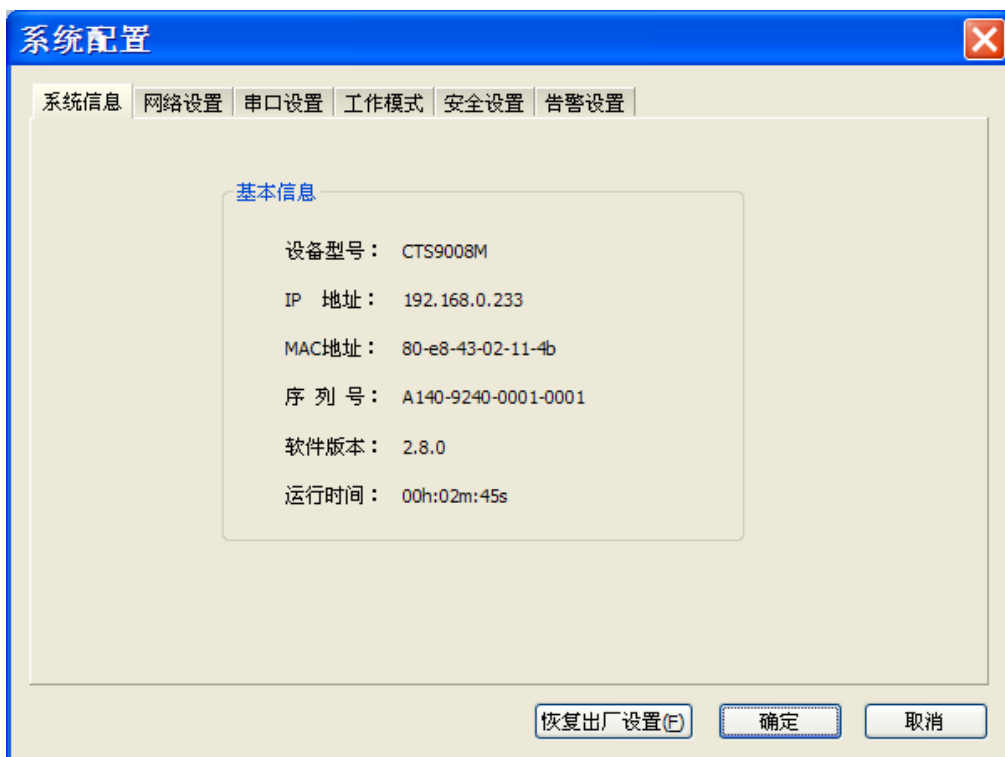 系统配置
系统信息 网络设置 串口设置 工作模式 安全设置 告警设置
基本信息
设备型号： CTS9008M
IP 地址： 192.168.0.233
MAC地址： 80-e8-43-02-11-4b
序 列 号： A140-9240-0001-0001
软件版本： 2.8.0
运行时间： 00h:02m:45s
恢复出厂设置(F) 确定 取消